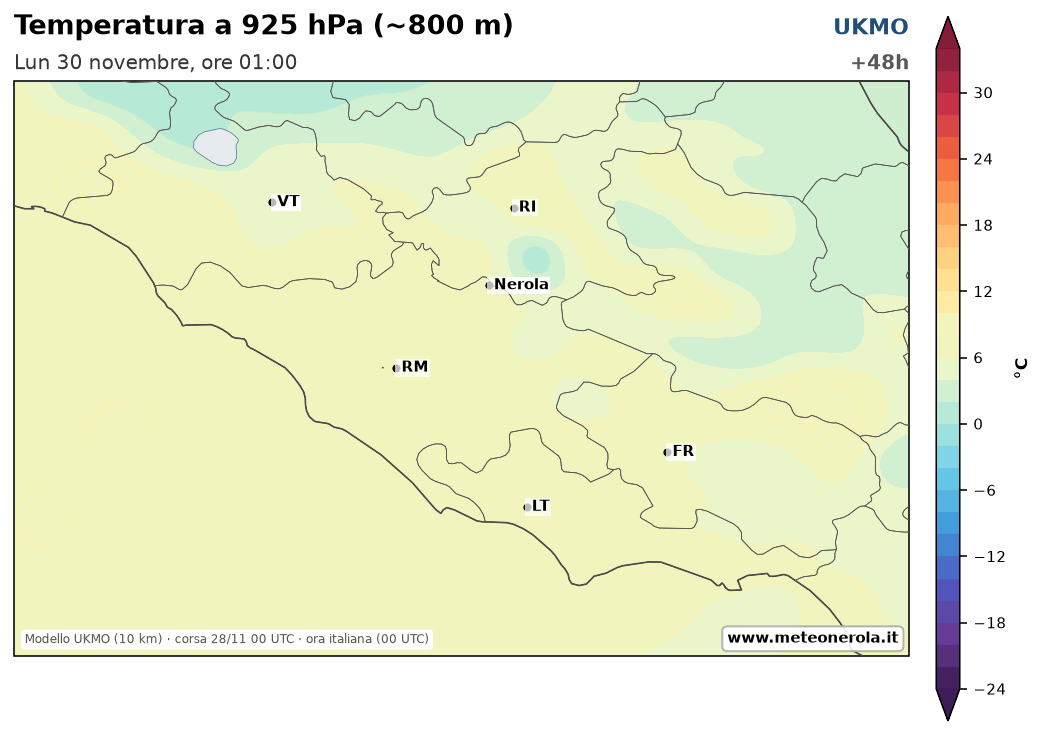 Temperatura a 925 hPa (~800 m)
UKMO
Lun 30 novembre, ore 01:00
+48h
VT
RI
Nerola
RM
FR
LT
Modello UKMO (10 km) · corsa 28/11 00 UTC · ora italiana (00 UTC)
www.meteonerola.it
30
24
18
12
6
0
−6
−12
−18
−24
°C